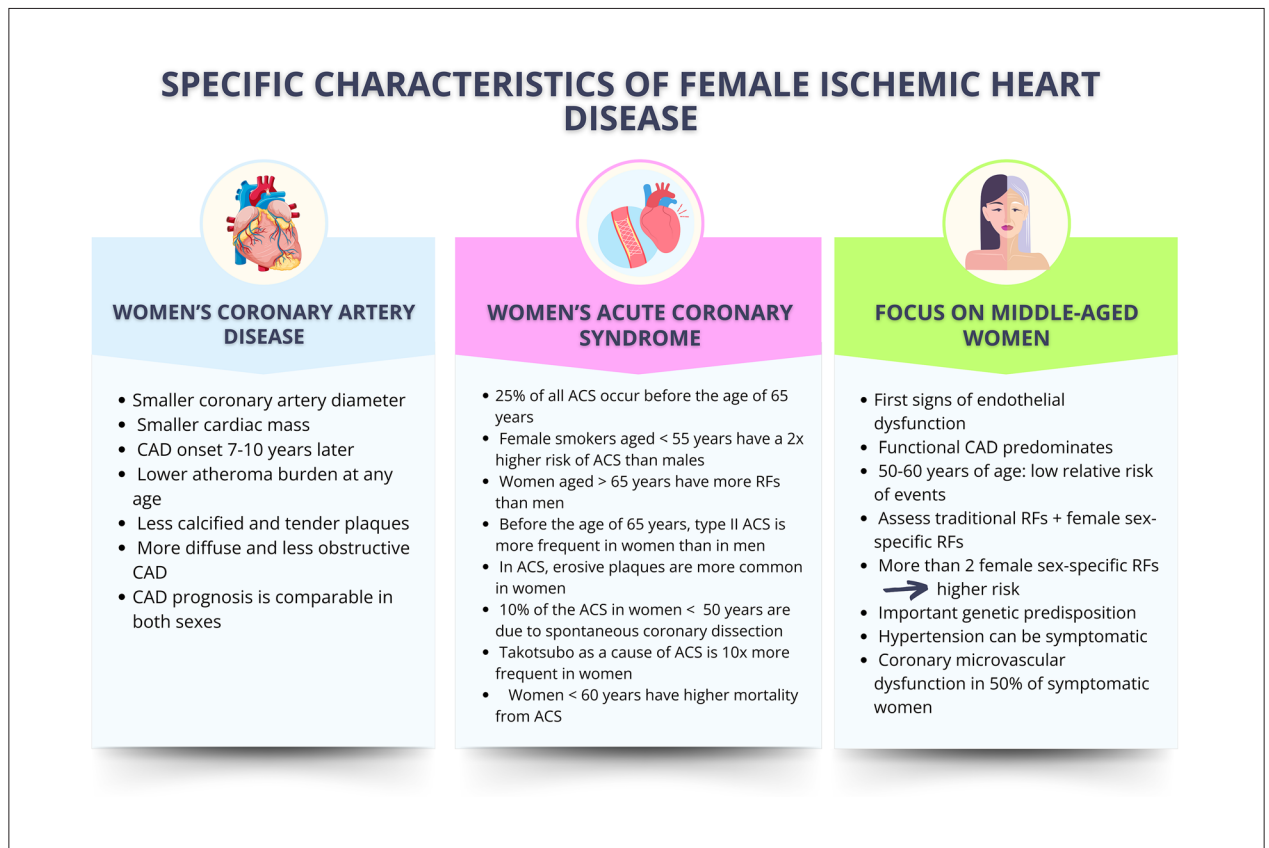 SPECIFIC CHARACTERISTICS OF FEMALE ISCHEMIC HEART
DISEASE
WOMEN’S CORONARY ARTERY
DISEASE
• Smaller coronary artery diameter
• Smaller cardiac mass
• CAD onset 7-10 years later
• Lower atheroma burden at any
age
• Less calcified and tender plaques
• More diffuse and less obstructive
CAD
• CAD prognosis is comparable in
both sexes
WOMEN’S ACUTE CORONARY
SYNDROME
• 25% of all ACS occur before the age of 65
years
• Female smokers aged < 55 years have a 2x
higher risk of ACS than males
• Women aged > 65 years have more RFs
than men
• Before the age of 65 years, type II ACS is
more frequent in women than in men
• In ACS, erosive plaques are more common
in women
• 10% of the ACS in women < 50 years are
due to spontaneous coronary dissection
• Takotsubo as a cause of ACS is 10x more
frequent in women
• Women < 60 years have higher mortality
from ACS
FOCUS ON MIDDLE-AGED
WOMEN
• First signs of endothelial
dysfunction
• Functional CAD predominates
• 50-60 years of age: low relative risk
of events
• Assess traditional RFs + female sex-
specific RFs
• More than 2 female sex-specific RFs
higher risk
• Important genetic predisposition
• Hypertension can be symptomatic
• Coronary microvascular
dysfunction in 50% of symptomatic
women